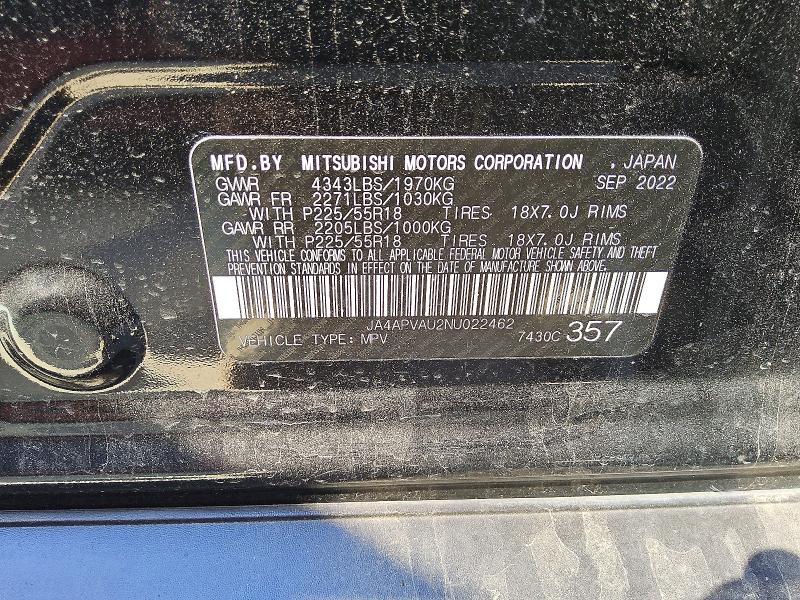 MFD.BY MITSUBISHI MOTORS CORPORATION , JAPAN
GVWR 4343LBS/1970KG SEP 2022
GAWR FR 2271LBS/1030KG
WITH P225/55R18 TIRES 18X7.0J RIMS
GAWR RR 2205LBS/1000KG
WITH P225/55R18 TIRES 18X7.0J RIMS
THIS VEHICLE CONFORMS TO ALL APPLICABLE FEDERAL MOTOR VEHICLE SAFETY AND THEFT
PREVENTION STANDARDS IN EFFECT ON THE DATE OF MANUFACTURE SHOWN ABOVE.
JA4APVAU2NU022462
VEHICLE TYPE: MPV 7430C 357